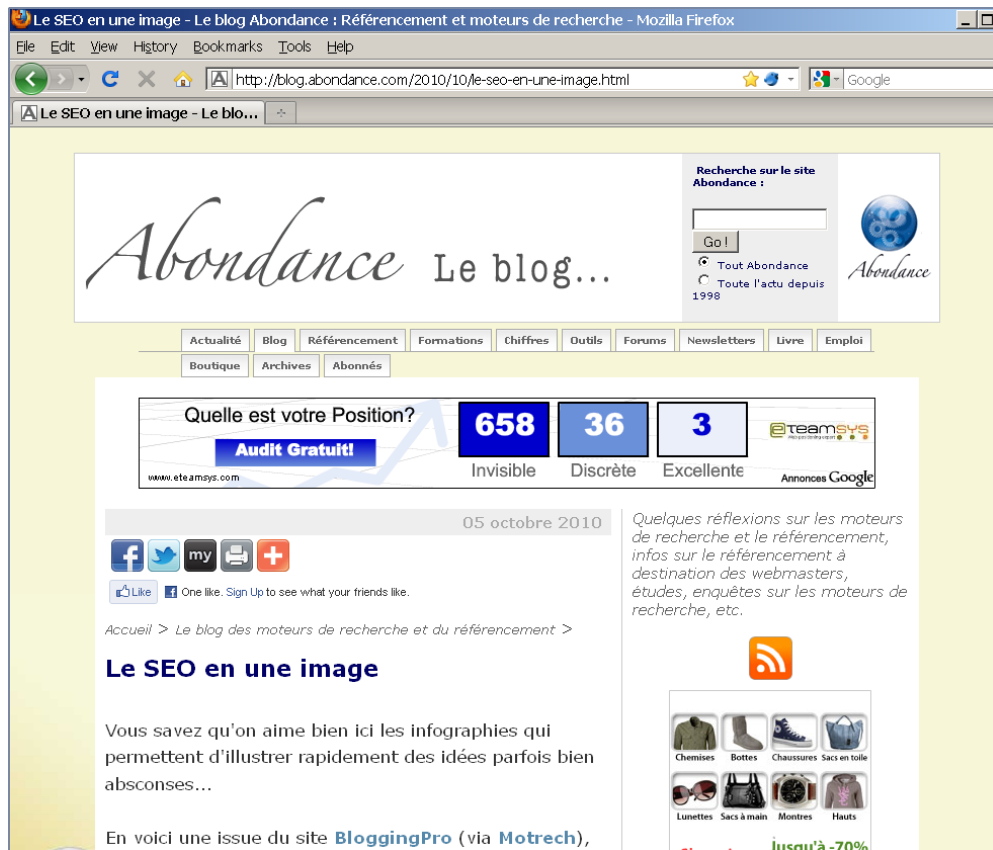 Le SEO en une image - Le blog Abondance : Référencement et moteurs de recherche - Mozilla Firefox
File Edit View History Bookmarks Tools Help
http://blog.abondance.com/2010/10/le-seo-en-une-image.html
Google
Le SEO en une image - Le blo...
Abondance Le blog...
Recherche sur le site
Abondance :
Go !
Tout Abondance
Toute l'actu depuis
1998
Abondance
Actualité Blog Référencement Formations Chiffres Outils Forums Newsletters Livre Emploi
Boutique Archives Abonnés
Quelle est votre Position?
Audit Gratuit!
www.eteamsys.com
658 36 3
Invisible Discrète Excellente
eteamsys
Annonces Google
05 octobre 2010
my
Like One like. Sign Up to see what your friends like.
Accueil > Le blog des moteurs de recherche et du référencement >
Le SEO en une image
Vous savez qu'on aime bien ici les infographies qui
permettent d'illustrer rapidement des idées parfois bien
absconses...
En voici une issue du site BloggingPro (via Motrech),
Quelques réflexions sur les moteurs
de recherche et le référencement,
infos sur le référencement à
destination des webmasters,
études, enquêtes sur les moteurs de
recherche, etc.
Chemises Bottes Chaussures Sacs en toile
Lunettes Sacs à main Montres Hauts
Jusqu'à -70%